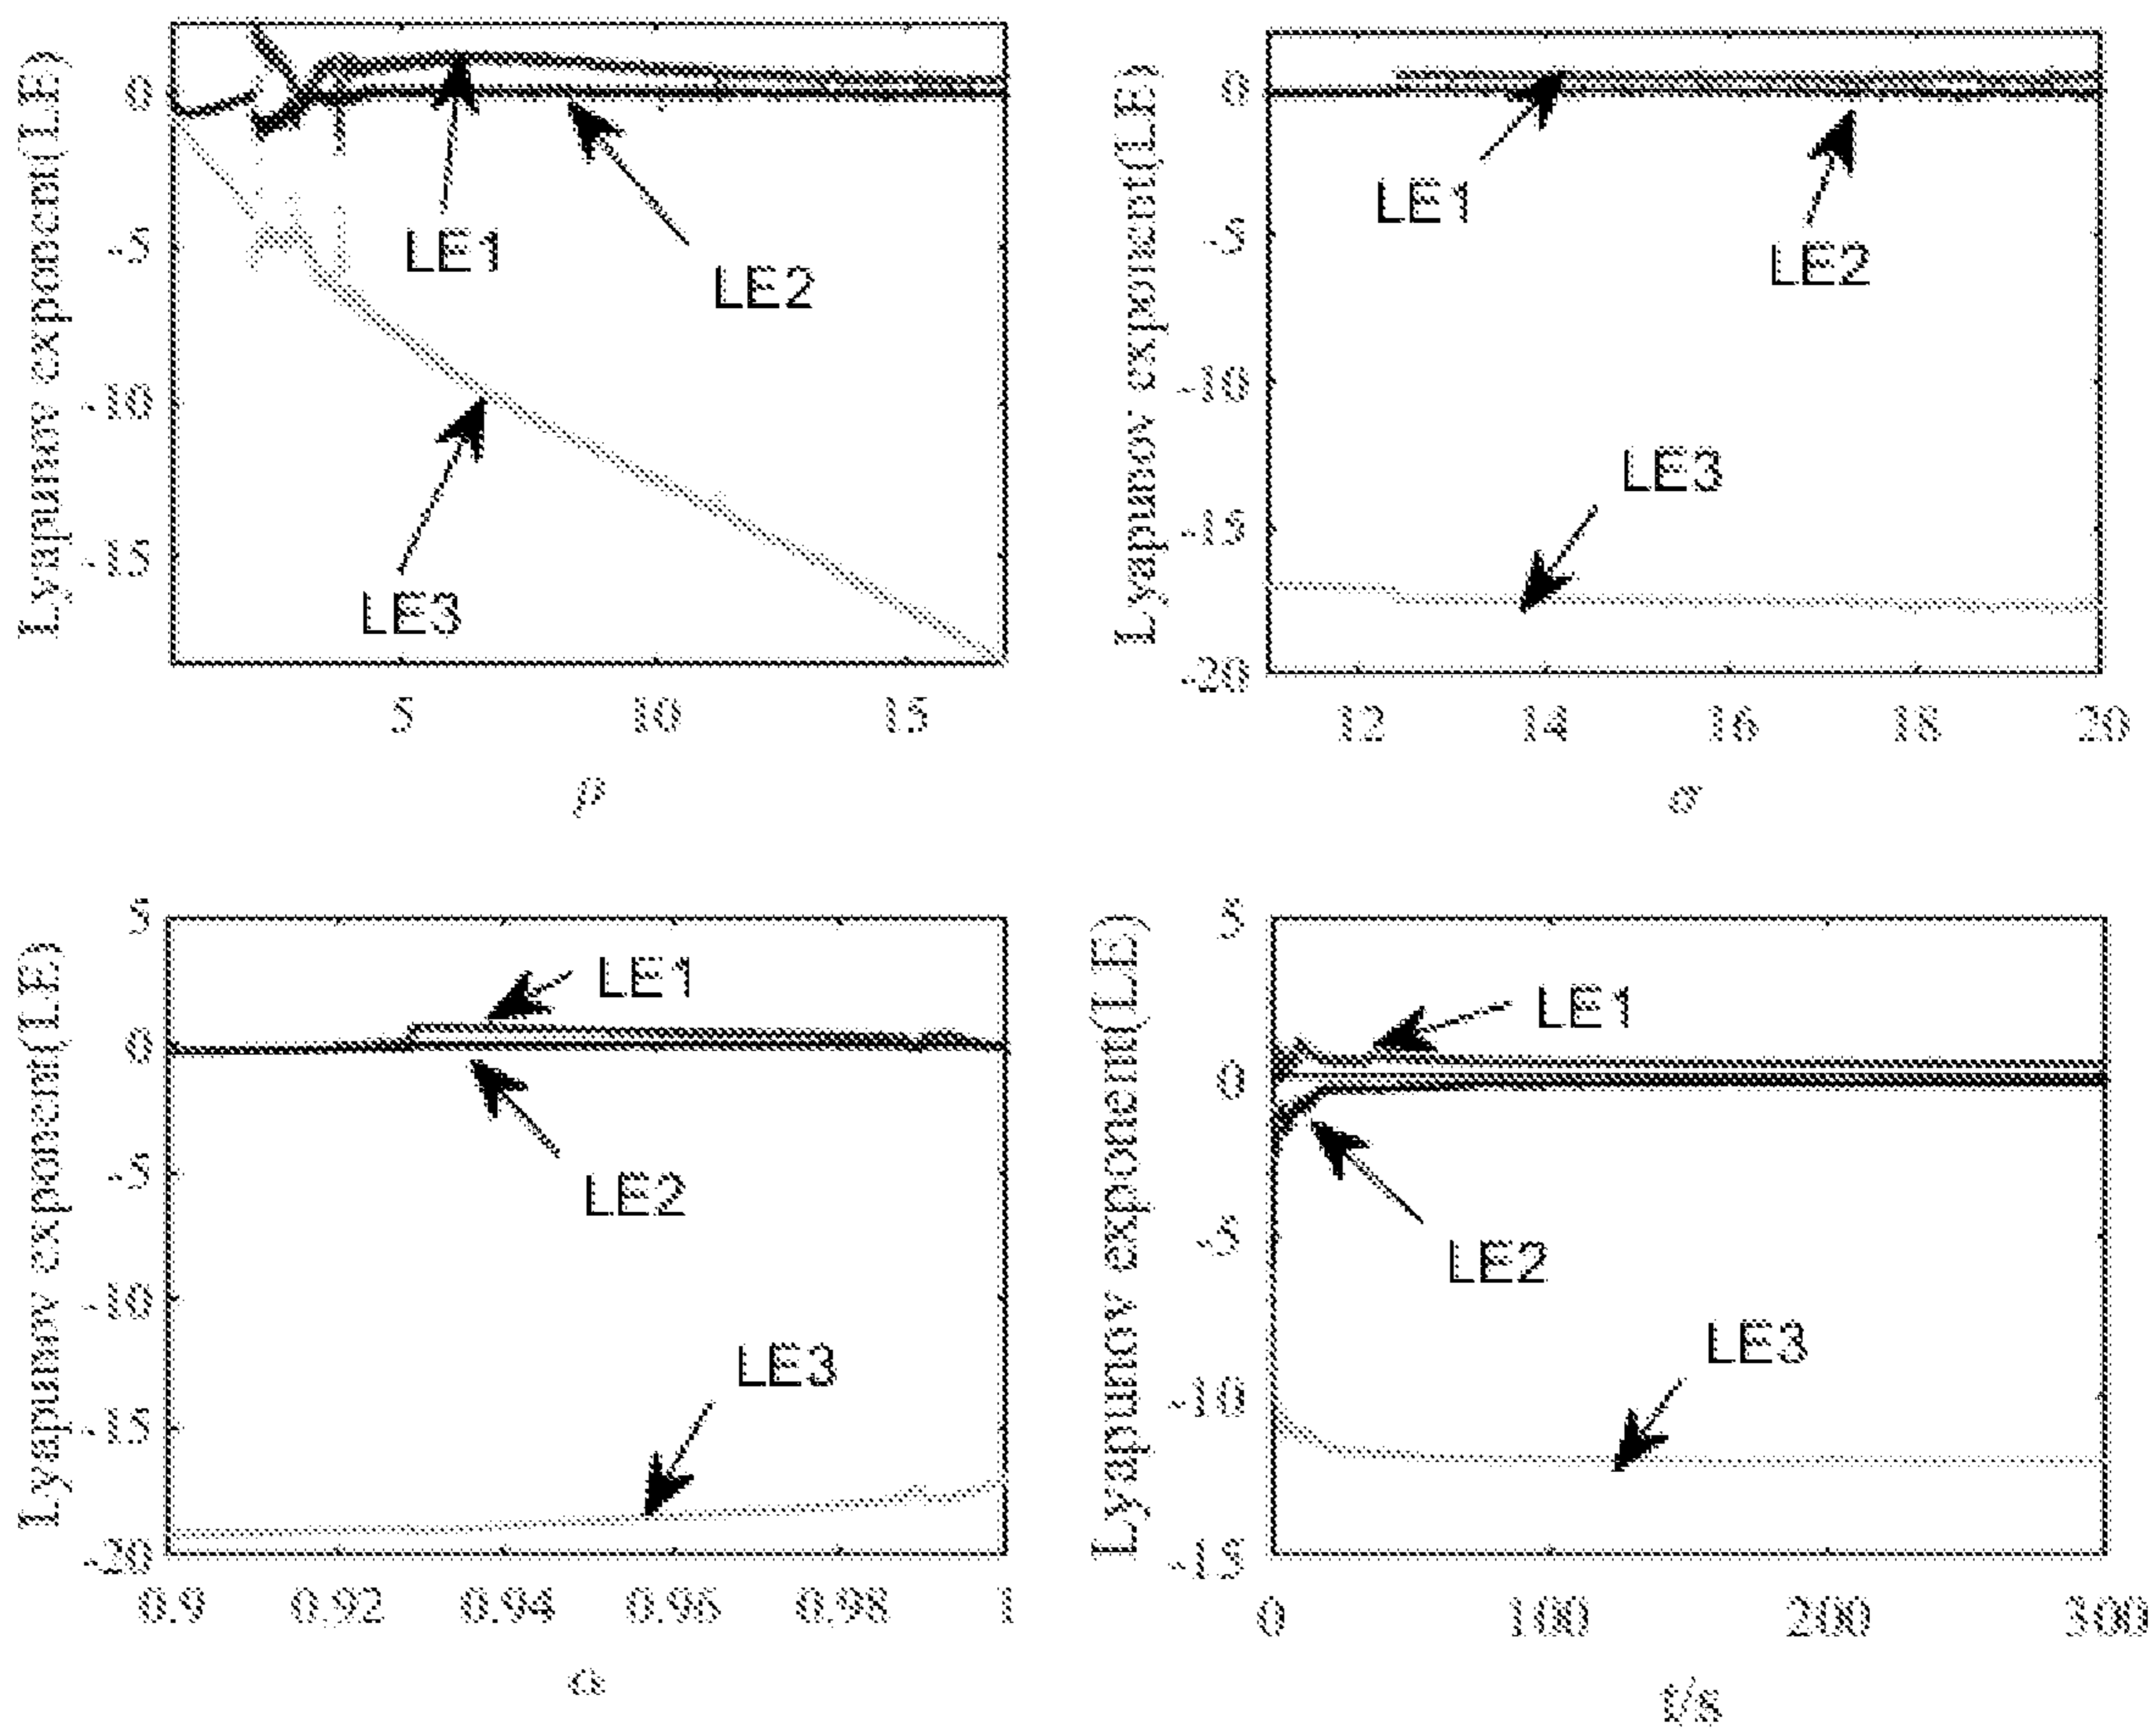 Lyapunov exponent(LE)
0
-5
-10
-15
LE1
LE2
LE3
5 10 15
ρ
Lyapunov exponent(LE)
0
-5
-10
-15
-20
LE1
LE2
LE3
12 14 16 18 20
σ
Lyapunov exponent(LE)
5
0
-5
-10
-15
-20
LE1
LE2
LE3
0.9 0.92 0.94 0.96 0.98 1
α
Lyapunov exponent(LE)
5
0
-5
-10
-15
LE1
LE2
LE3
0 100 200 300
t/s